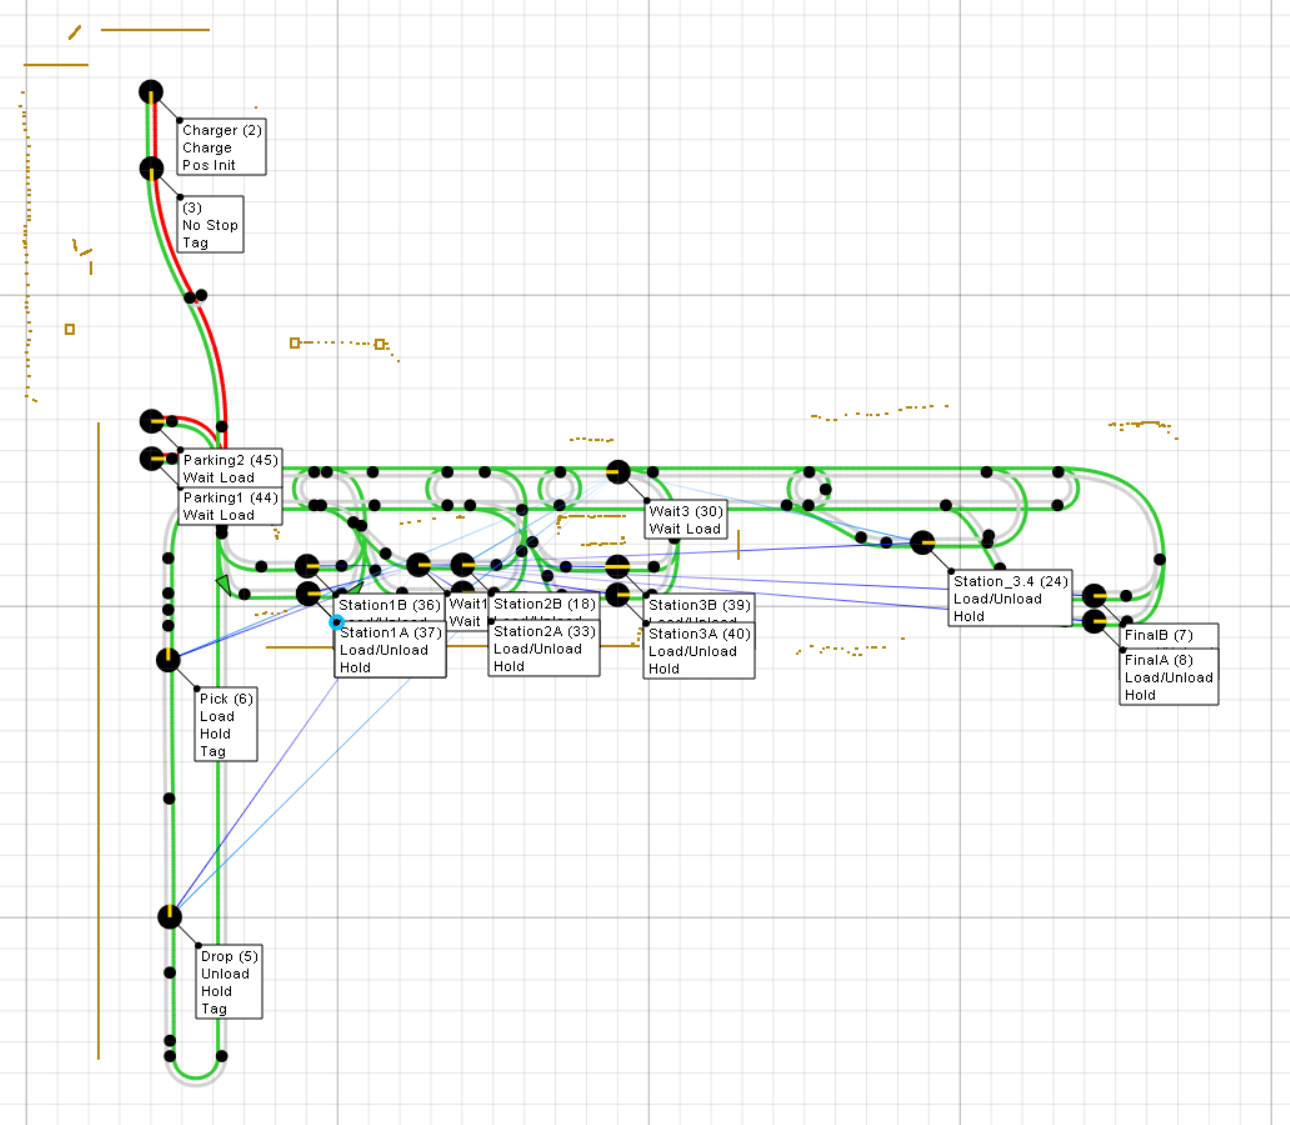 Charger (2)
Charge
Pos Init
(3)
No Stop
Tag
Parking2 (45)
Wait Load
Parking1 (44)
Wait Load
Wait3 (30)
Wait Load
Station_3.4 (24)
Load/Unload
Hold
Station1B (36)
Station1A (37)
Load/Unload
Hold
Wait1
Wait
Station2B (18)
Station2A (33)
Load/Unload
Hold
Station3B (39)
Station3A (40)
Load/Unload
Hold
FinalB (7)
FinalA (8)
Load/Unload
Hold
Pick (6)
Load
Hold
Tag
Drop (5)
Unload
Hold
Tag